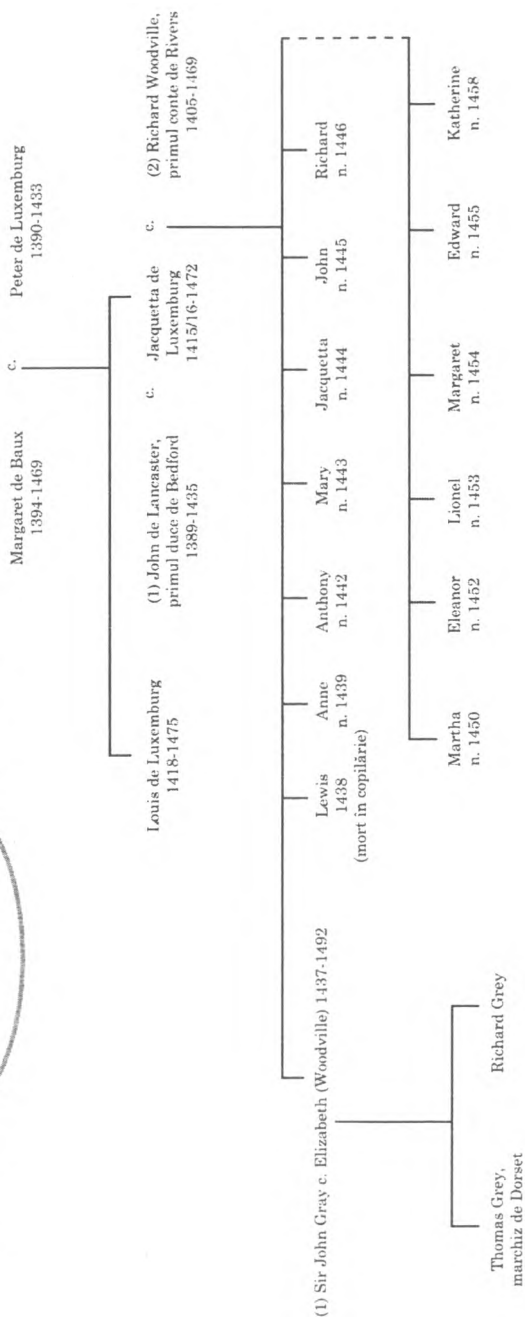 Margaret de Baux
1394-1469
c.
Peter de Luxemburg
1390-1433
Louis de Luxemburg
1418-1475
(1) John de Lancaster,
primul duce de Bedford
1389-1435
c.
Jacquetta de
Luxemburg
1415/16-1472
c.
(2) Richard Woodville,
primul conte de Rivers
1405-1469
(1) Sir John Gray c. Elizabeth (Woodville) 1437-1492
Lewis
1438
(mort în copilărie)
Anne
n. 1439
Anthony
n. 1442
Mary
n. 1443
Jacquetta
n. 1444
John
n. 1445
Richard
n. 1446
Martha
n. 1450
Eleanor
n. 1452
Lionel
n. 1453
Margaret
n. 1454
Edward
n. 1455
Katherine
n. 1458
Thomas Grey,
marchiz de Dorset
Richard Grey